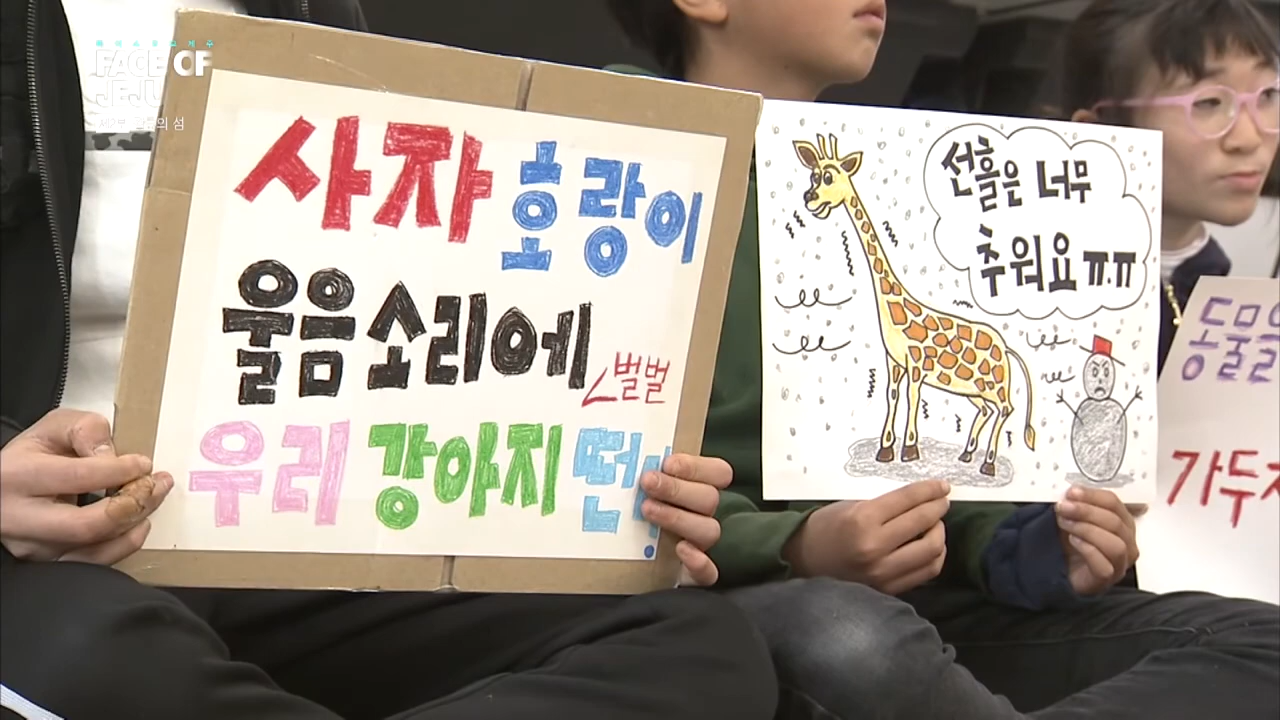 FACE OF
JEJU
사자 호랑이
울음소리에
벌벌
우리 강아지 떤다
선흘은 너무
추워요 ㅠ.ㅠ
동물을
가두지